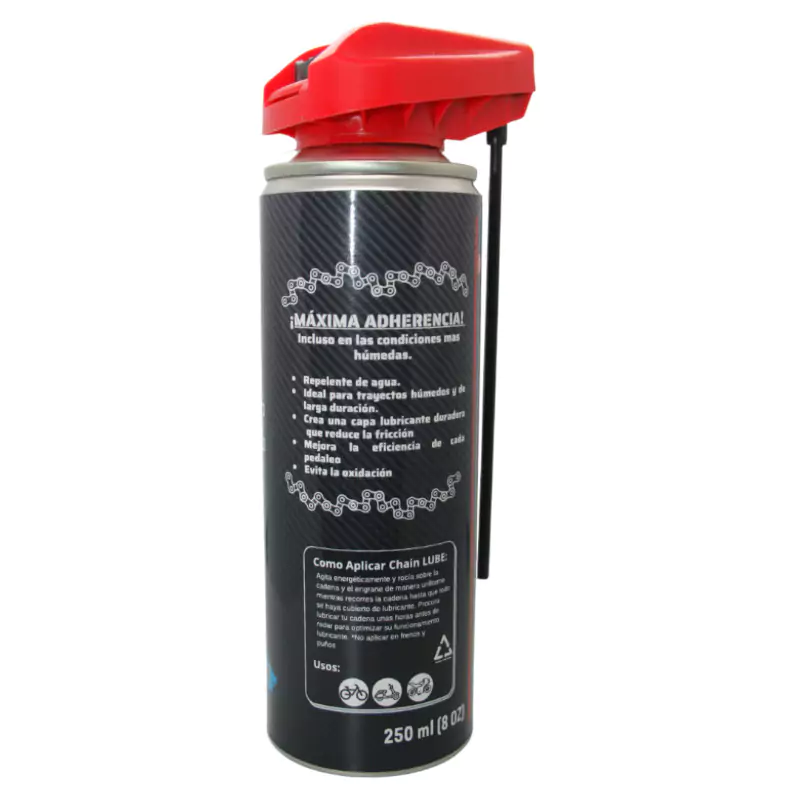 ¡MÁXIMA ADHERENCIA!
Incluso en las condiciones mas
húmedas.
• Repelente de agua.
• Ideal para trayectos húmedos y de
larga duración.
• Crea una capa lubricante duradera
que reduce la fricción
• Mejora la eficiencia de cada
pedaleo
• Evita la oxidación
Como Aplicar Chain LUBE:
Agita energéticamente y rocía sobre la
cadena y el engrane de manera uniforme
mientras recorres la cadena hasta que todo
se haya cubierto de lubricante. Procura
lubricar tu cadena unas horas antes de
rodar para optimizar su funcionamiento
lubricante. *No aplicar en frenos y
puños
Usos:
250 ml (8 OZ)